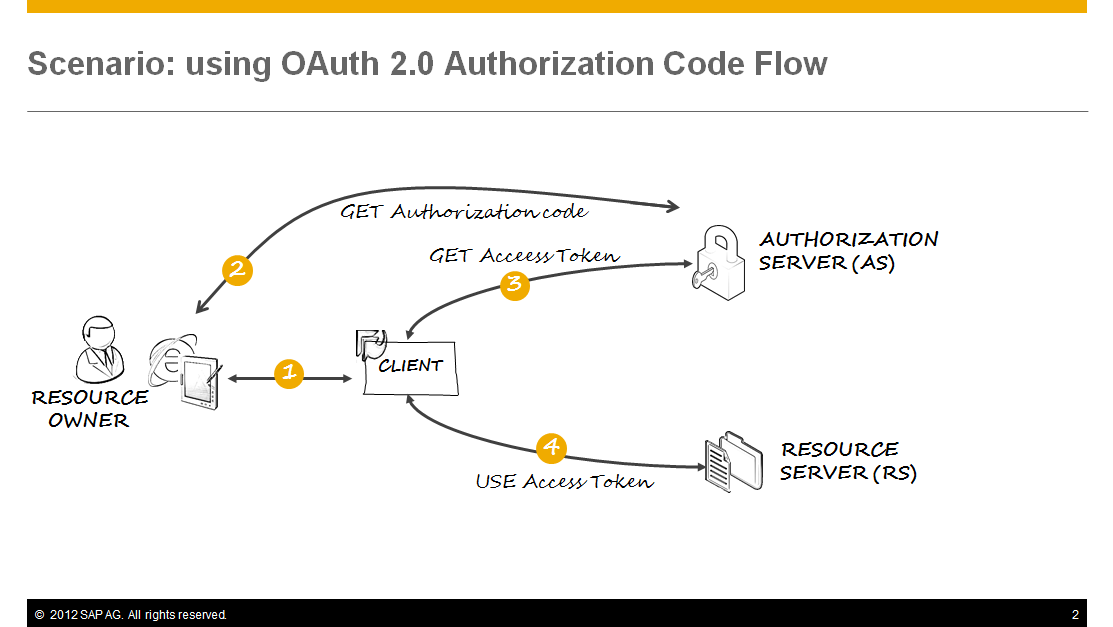 Scenario: using OAuth 2.0 Authorization Code Flow
GET Authorization code
AUTHORIZATION
SERVER (AS)
GET Acceess Token
2
3
CLIENT
1
RESOURCE
OWNER
4
RESOURCE
SERVER (RS)
USE Access Token
© 2012 SAP AG. All rights reserved.
2